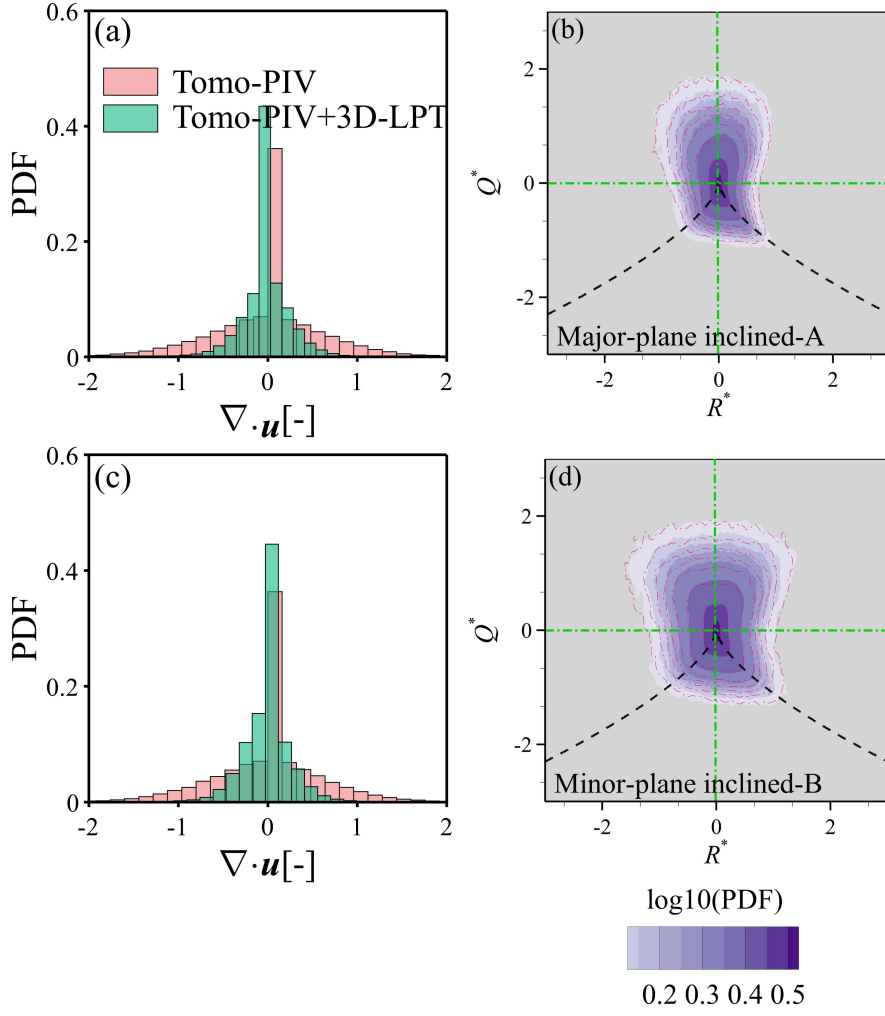 (a)
Tomo-PIV
Tomo-PIV+3D-LPT
PDF
0.6
0.4
0.2
0
-2 -1 0 1 2
∇·u[-]
(b)
Q*
2
0
-2
Major-plane inclined-A
-2 0 2
R*
(c)
PDF
0.6
0.4
0.2
0
-2 -1 0 1 2
∇·u[-]
(d)
Q*
2
0
-2
Minor-plane inclined-B
-2 0 2
R*
log10(PDF)
0.2 0.3 0.4 0.5